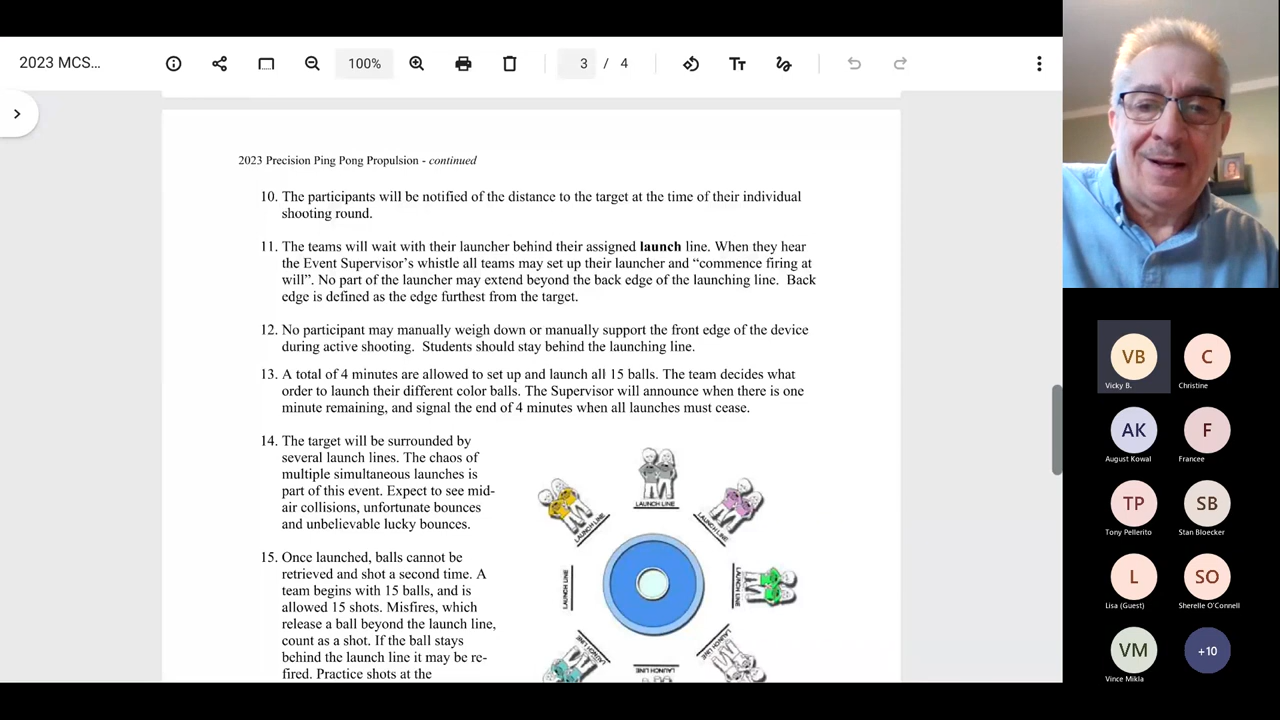 2023 MCS...
100%
3 / 4
2023 Precision Ping Pong Propulsion - continued
10. The participants will be notified of the distance to the target at the time of their individual
shooting round.
11. The teams will wait with their launcher behind their assigned launch line. When they hear
the Event Supervisor's whistle all teams may set up their launcher and “commence firing at
will”. No part of the launcher may extend beyond the back edge of the launching line. Back
edge is defined as the edge furthest from the target.
12. No participant may manually weigh down or manually support the front edge of the device
during active shooting. Students should stay behind the launching line.
13. A total of 4 minutes are allowed to set up and launch all 15 balls. The team decides what
order to launch their different color balls. The Supervisor will announce when there is one
minute remaining, and signal the end of 4 minutes when all launches must cease.
14. The target will be surrounded by
several launch lines. The chaos of
multiple simultaneous launches is
part of this event. Expect to see mid-
air collisions, unfortunate bounces
and unbelievable lucky bounces.
15. Once launched, balls cannot be
retrieved and shot a second time. A
team begins with 15 balls, and is
allowed 15 shots. Misfires, which
release a ball beyond the launch line,
count as a shot. If the ball stays
behind the launch line it may be re-
fired. Practice shots at the
LAUNCH LINE
LAUNCH LINE
LAUNCH LINE
LAUNCH LINE
LAUNCH LINE
LAUNCH LINE
LAUNCH LINE
LAUNCH LINE
VB
Vicky B.
C
Christine
AK
August Kowal
F
Francee
TP
Tony Pellerito
SB
Stan Bloecker
L
Lisa (Guest)
SO
Sherelle O'Connell
VM
Vince Mikla
+10